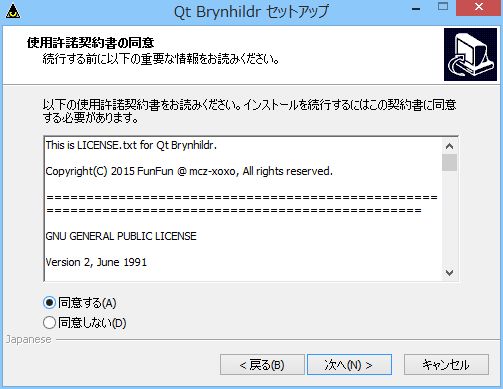 Qt Brynhildr セットアップ
使用許諾契約書の同意
続行する前に以下の重要な情報をお読みください。
以下の使用許諾契約書をお読みください。インストールを続行するにはこの契約書に同意
する必要があります。
This is LICENSE.txt for Qt Brynhildr.
Copyright(C) 2015 FunFun @ mcz-xoxo, All rights reserved.
==================================================
================================================
GNU GENERAL PUBLIC LICENSE
Version 2, June 1991
同意する(A)
同意しない(D)
Japanese
< 戻る(B)
次へ(N) >
キャンセル